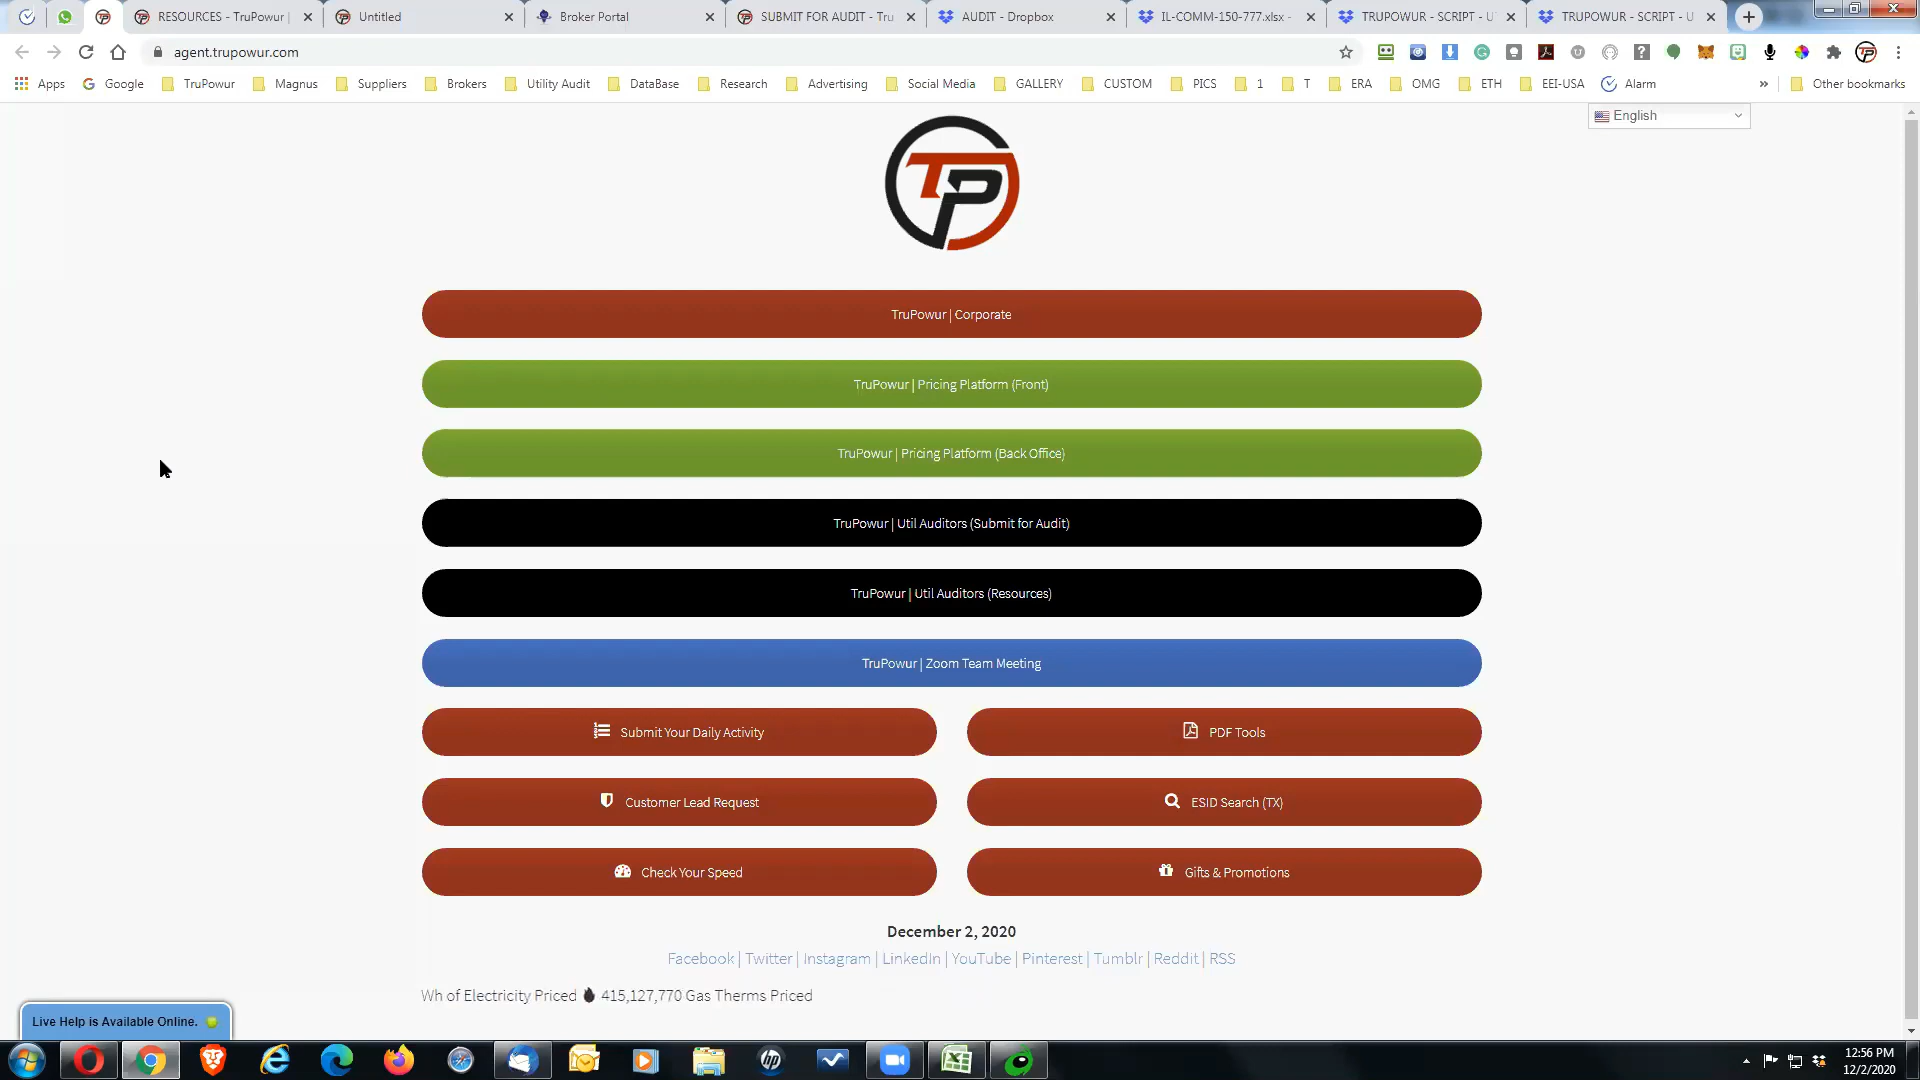 RESOURCES - TruPowur |
Untitled
Broker Portal
SUBMIT FOR AUDIT - Tru
AUDIT - Dropbox
IL-COMM-150-777.xlsx -
TRUPOWUR - SCRIPT - U
TRUPOWUR - SCRIPT - U
agent.trupowur.com
Apps
Google
TruPowur
Magnus
Suppliers
Brokers
Utility Audit
DataBase
Research
Advertising
Social Media
GALLERY
CUSTOM
PICS
1
T
ERA
OMG
ETH
EEI-USA
Alarm
Other bookmarks
English
TP
TruPowur | Corporate
TruPowur | Pricing Platform (Front)
TruPowur | Pricing Platform (Back Office)
TruPowur | Util Auditors (Submit for Audit)
TruPowur | Util Auditors (Resources)
TruPowur | Zoom Team Meeting
Submit Your Daily Activity
PDF Tools
Customer Lead Request
ESID Search (TX)
Check Your Speed
Gifts & Promotions
December 2, 2020
Facebook | Twitter | Instagram | LinkedIn | YouTube | Pinterest | Tumblr | Reddit | RSS
Wh of Electricity Priced 415,127,770 Gas Therms Priced
Live Help is Available Online.
12:56 PM
12/2/2020